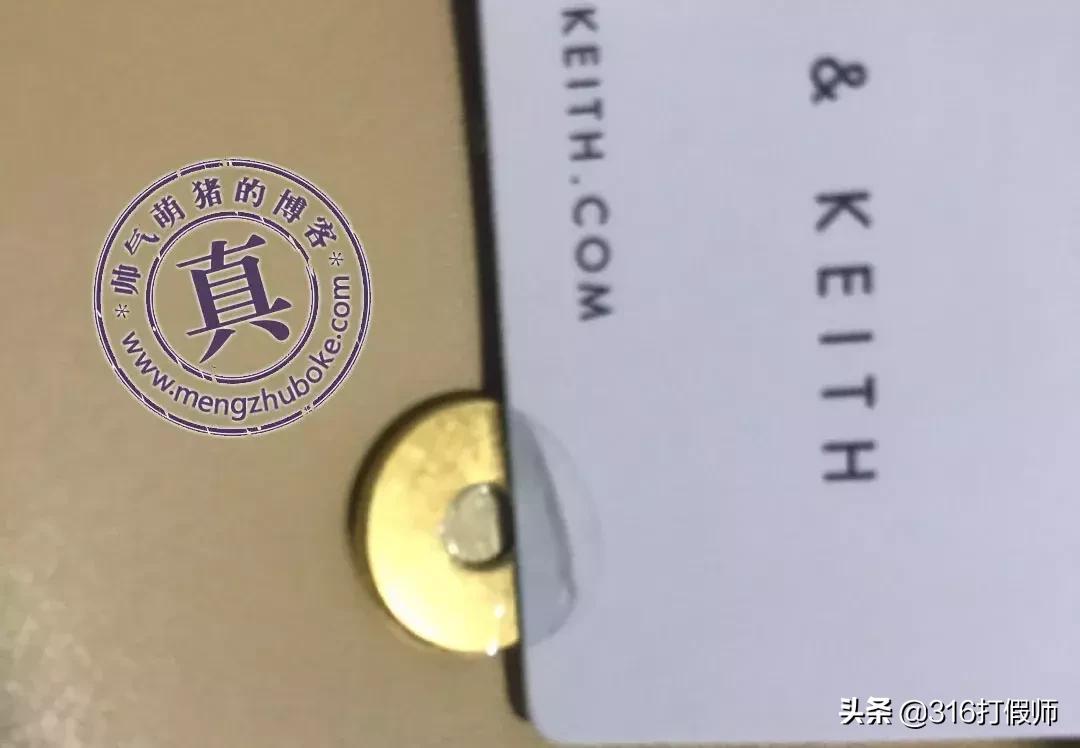 KEITH.COM
& KEITH
*帅气萌猪的博客*
真
www.mengzhuboke.com
头条 @316打假师